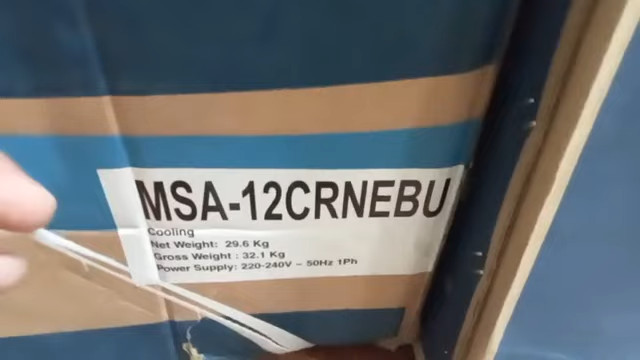 MSA-12CRNEBU
Cooling
Net Weight: 29.6 Kg
Gross Weight : 32.1 Kg
Power Supply: 220-240V ~ 50Hz 1Ph